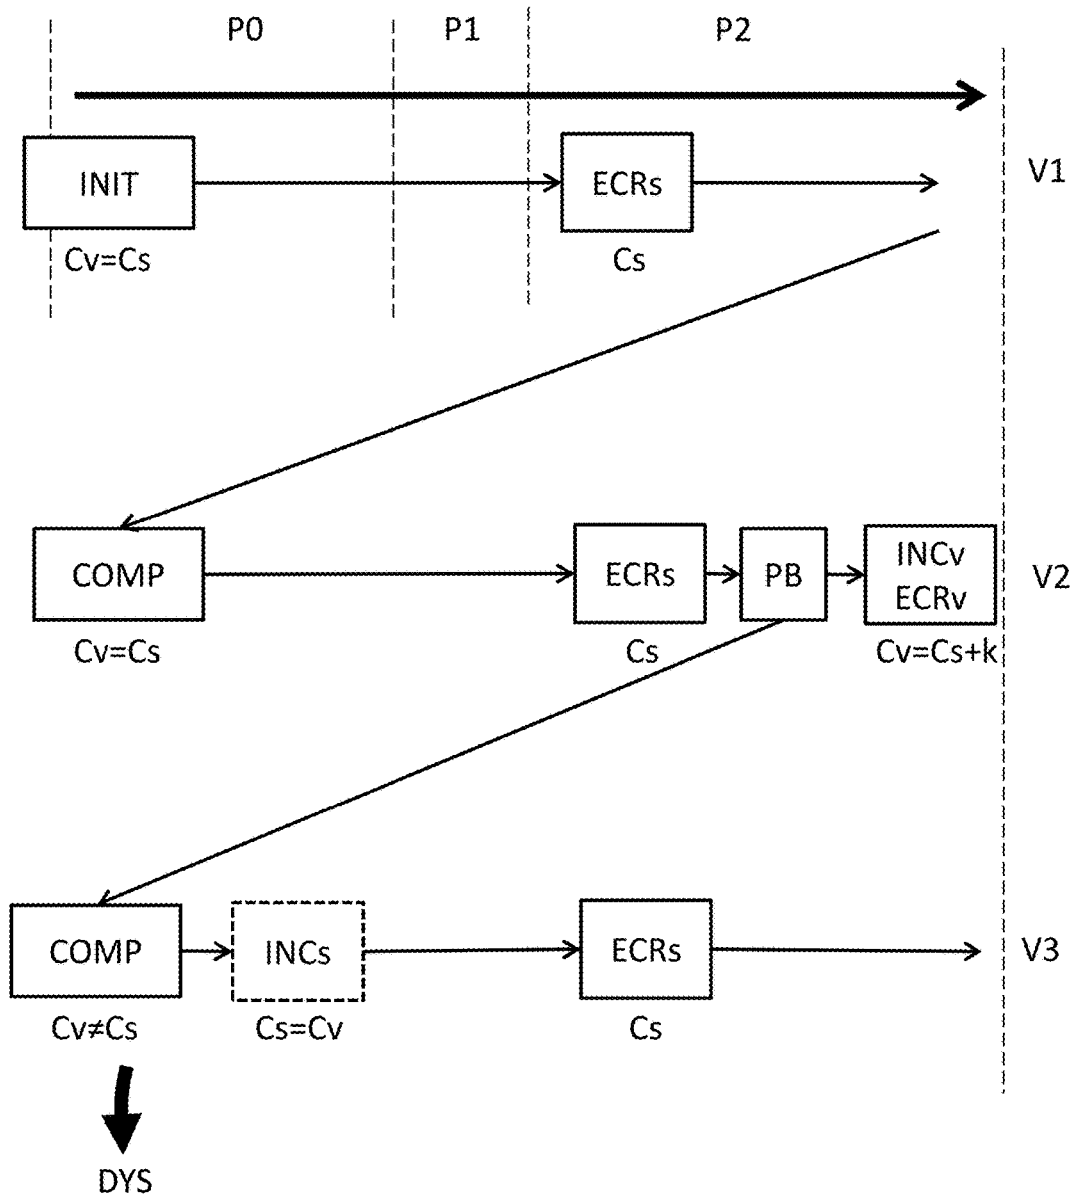 P0 P1 P2
INIT ECRs V1
Cv=Cs Cs
COMP ECRs PB INCv V2
ECRv
Cv=Cs Cs Cv=Cs+k
COMP INCs ECRs V3
Cv≠Cs Cs=Cv Cs
DYS